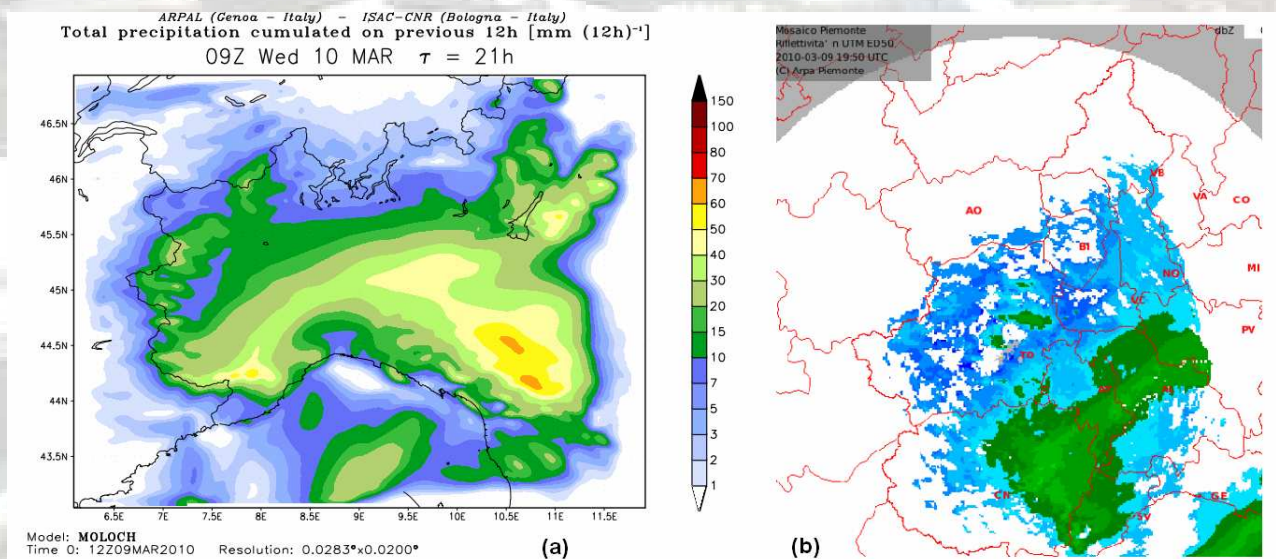 ARPAL (Genoa - Italy) - ISAC-CNR (Bologna - Italy)
Total precipitation cumulated on previous 12h [mm (12h)⁻¹]
09Z Wed 10 MAR τ = 21h
46.5N
46N
45.5N
45N
44.5N
44N
43.5N
6.5E 7E 7.5E 8E 8.5E 9E 9.5E 10E 10.5E 11E 11.5E
150
100
80
70
60
50
40
30
20
15
10
7
5
3
2
1
Model: MOLOCH
Time 0: 12Z09MAR2010 Resolution: 0.0283°x0.0200°
(a)
Mosaico Piemonte dbZ
Riflettivita' n UTM ED50
2010-03-09 19:50 UTC
(C) Arpa Piemonte
VB
VA
AO
CO
BI
NO
MI
VC
PV
TO
AT
AL
CN
GE
SV
(b)